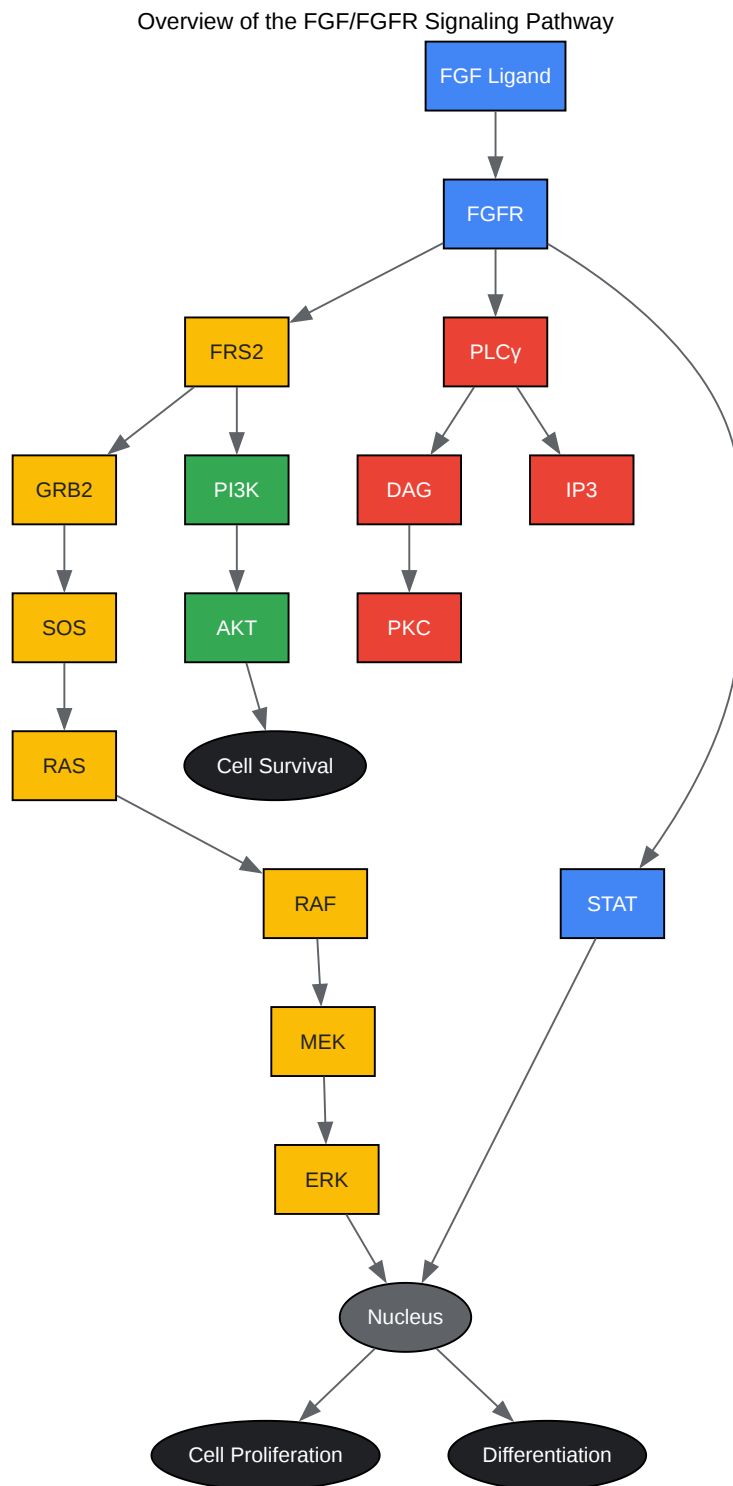 Overview of the FGF/FGFR Signaling Pathway
FGF Ligand
FGFR
FRS2
PLCγ
GRB2
PI3K
DAG
IP3
SOS
AKT
PKC
RAS
Cell Survival
RAF
STAT
MEK
ERK
Nucleus
Cell Proliferation
Differentiation